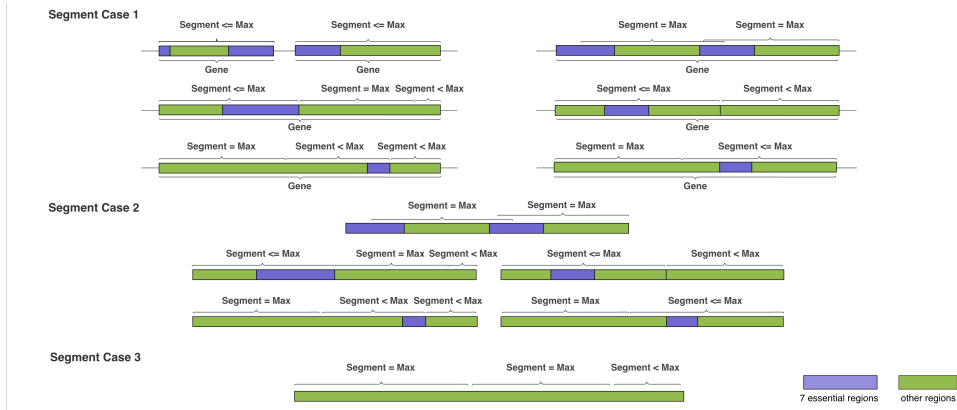 Segment Case 1
Segment <= Max Segment <= Max Segment = Max Segment = Max
Gene Gene Gene
Segment <= Max Segment = Max Segment < Max Segment <= Max Segment < Max
Gene Gene
Segment = Max Segment < Max Segment < Max Segment = Max Segment <= Max
Gene Gene
Segment Case 2
Segment = Max Segment = Max
Segment <= Max Segment = Max Segment < Max Segment <= Max Segment < Max
Segment = Max Segment < Max Segment < Max Segment = Max Segment <= Max
Segment Case 3
Segment = Max Segment = Max Segment < Max
7 essential regions other regions